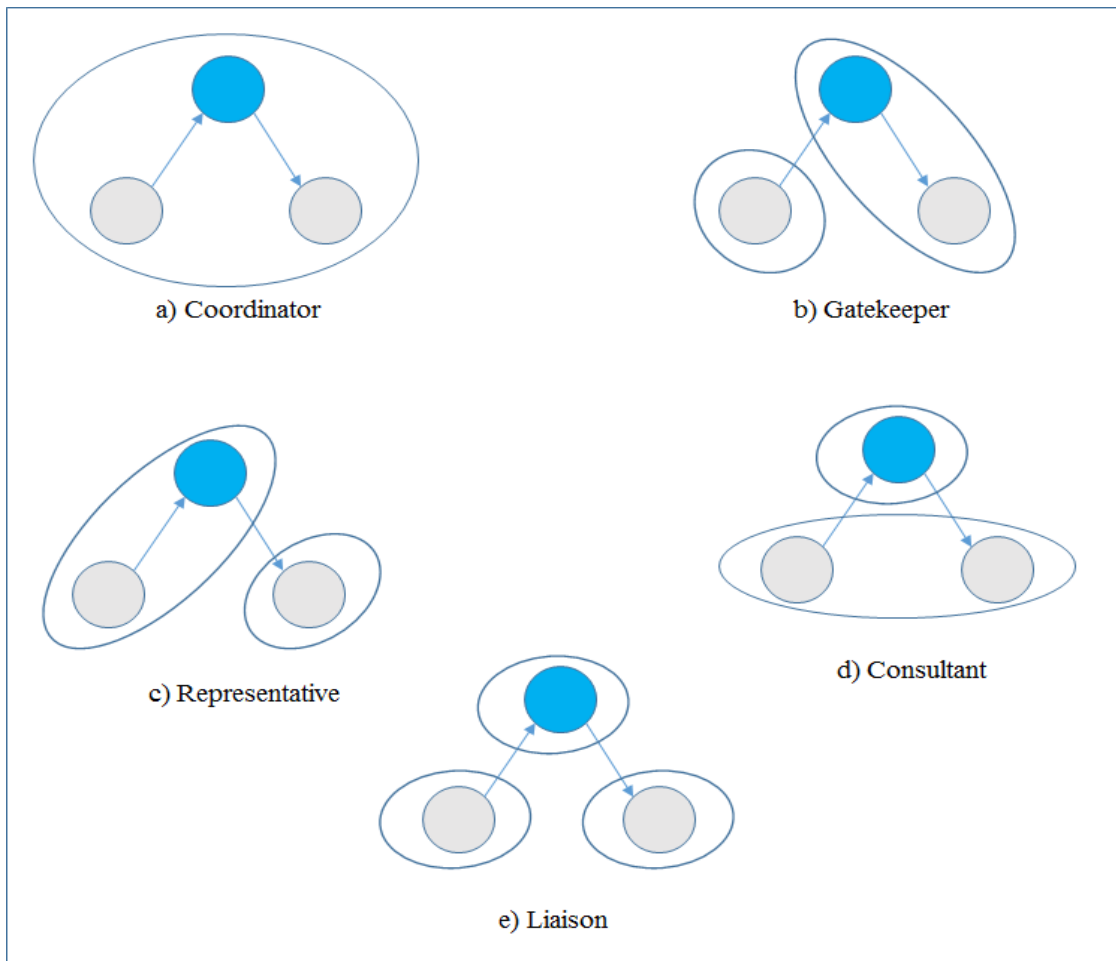 a) Coordinator
b) Gatekeeper
c) Representative
d) Consultant
e) Liaison